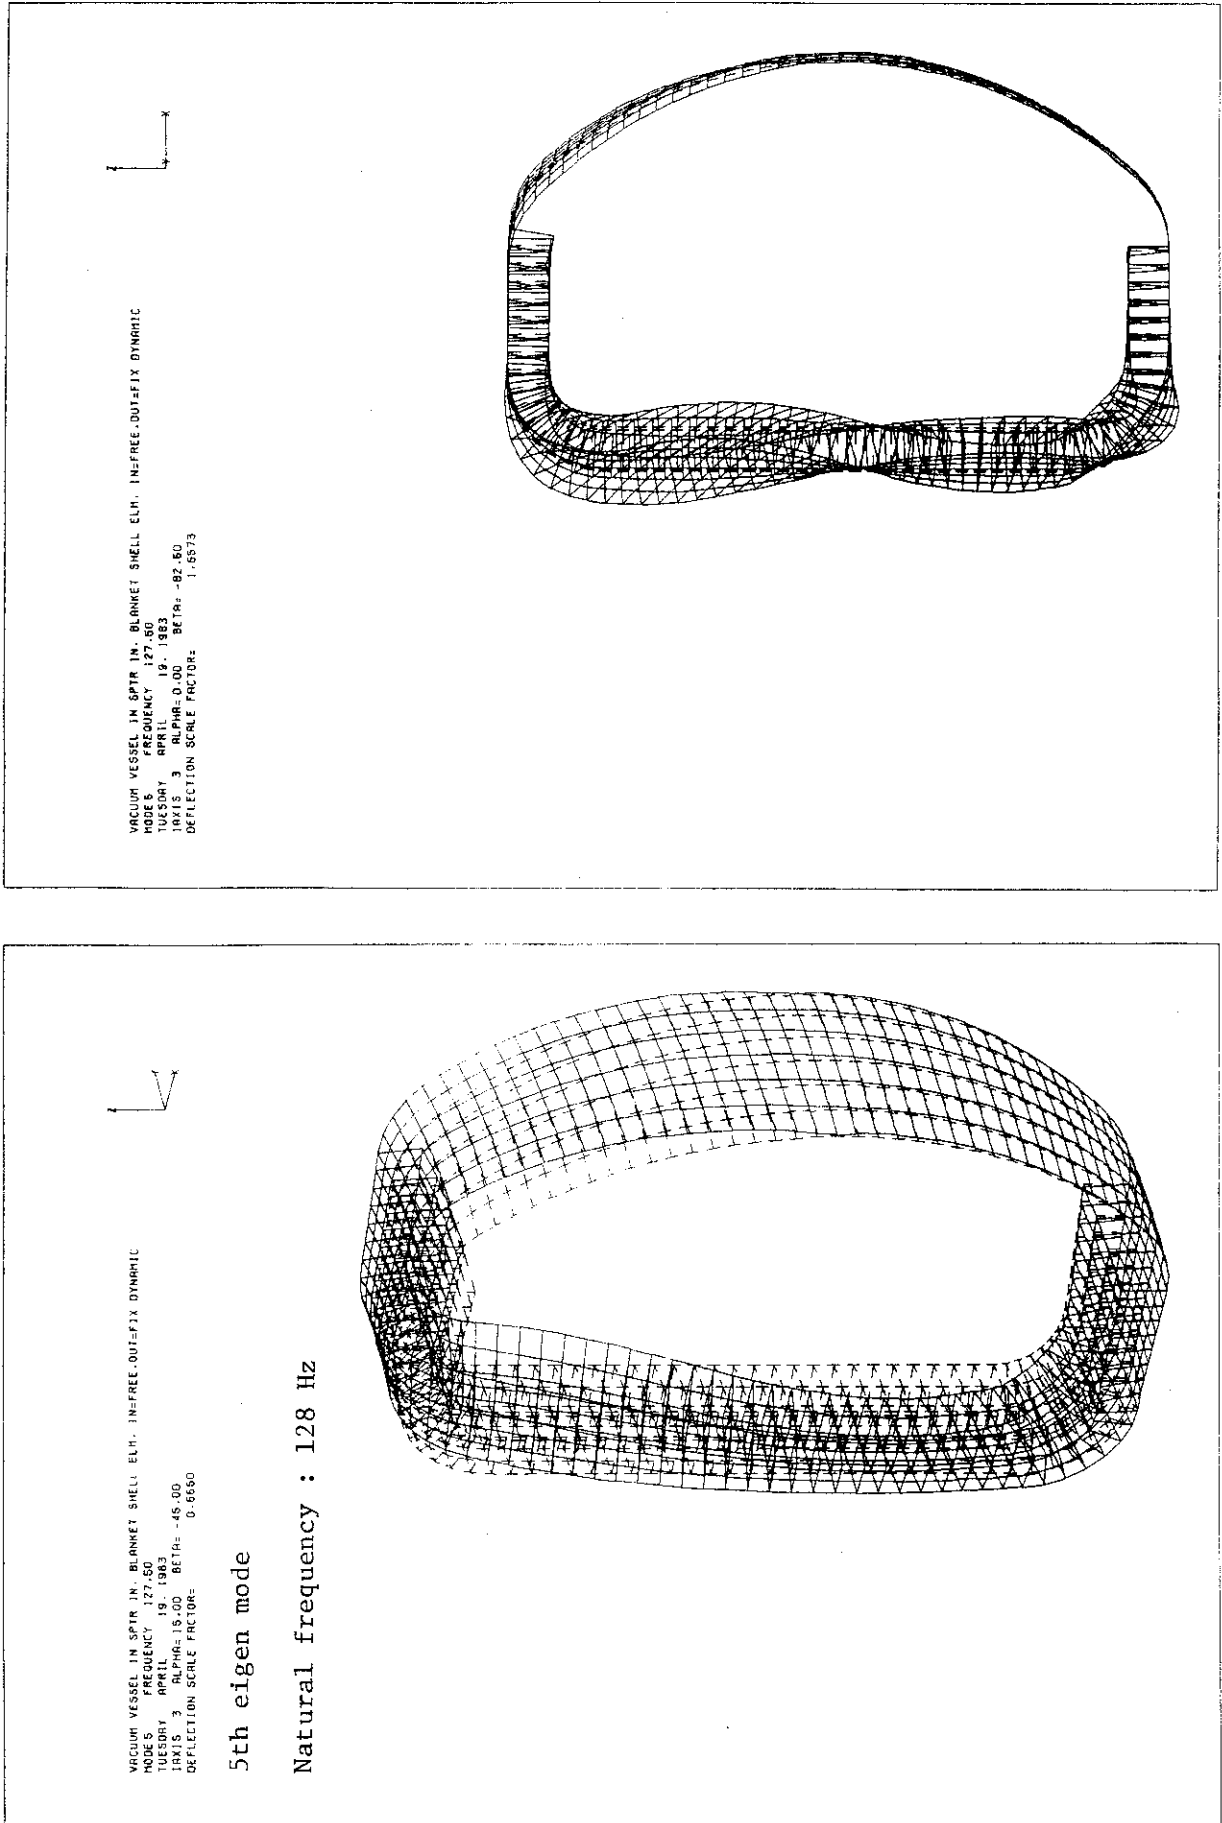 VACUUM VESSEL IN SPTR IN. BLANKET SHELL ELM. IN=FREE.OUT=FIX DYNAMIC
MODE 5 FREQUENCY 127.60
TUESDAY APRIL 19. 1983
IAXIS 3 ALPHA= 15.00 BETA= -45.00
DEFLECTION SCALE FACTOR= 0.6650
5th eigen mode
Natural frequency : 128 Hz
Z
Y
X
VACUUM VESSEL IN SPTR IN. BLANKET SHELL ELM. IN=FREE.OUT=FIX DYNAMIC
MODE 5 FREQUENCY 127.60
TUESDAY APRIL 19. 1983
IAXIS 3 ALPHA= 0.00 BETA= -82.60
DEFLECTION SCALE FACTOR= 1.6673
Z
Y
X